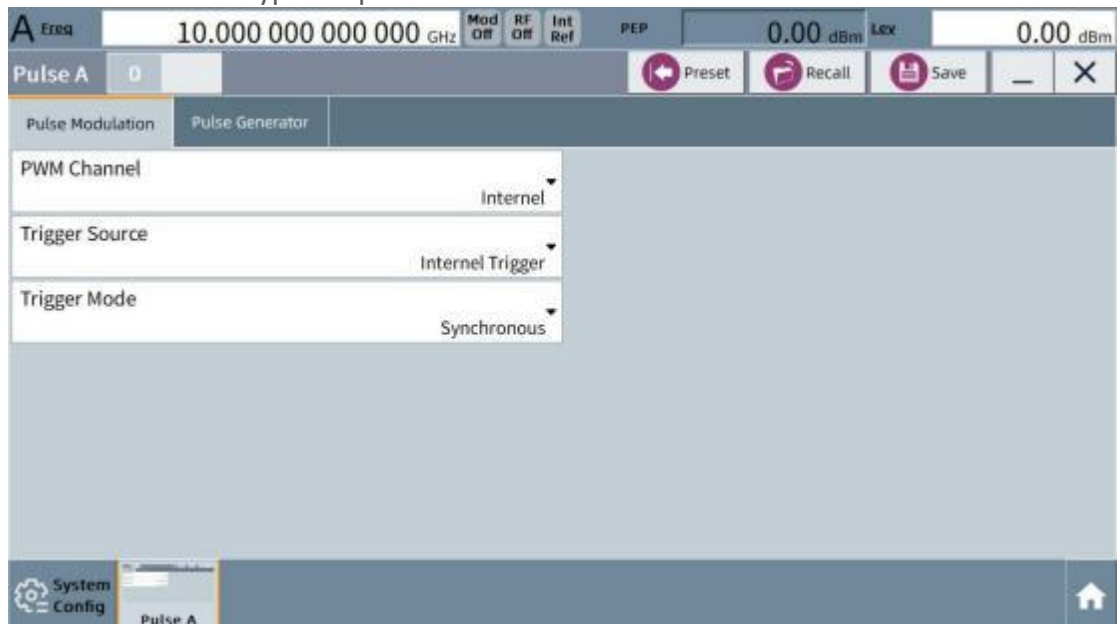 A Freq 10.000 000 000 000 GHz Mod Off RF Off Int Ref PEP 0.00 dBm Lev 0.00 dBm
Pulse A 0 Preset Recall Save
Pulse Modulation Pulse Generator
PWM Channel
Internel
Trigger Source
Internel Trigger
Trigger Mode
Synchronous
System Config
Pulse A